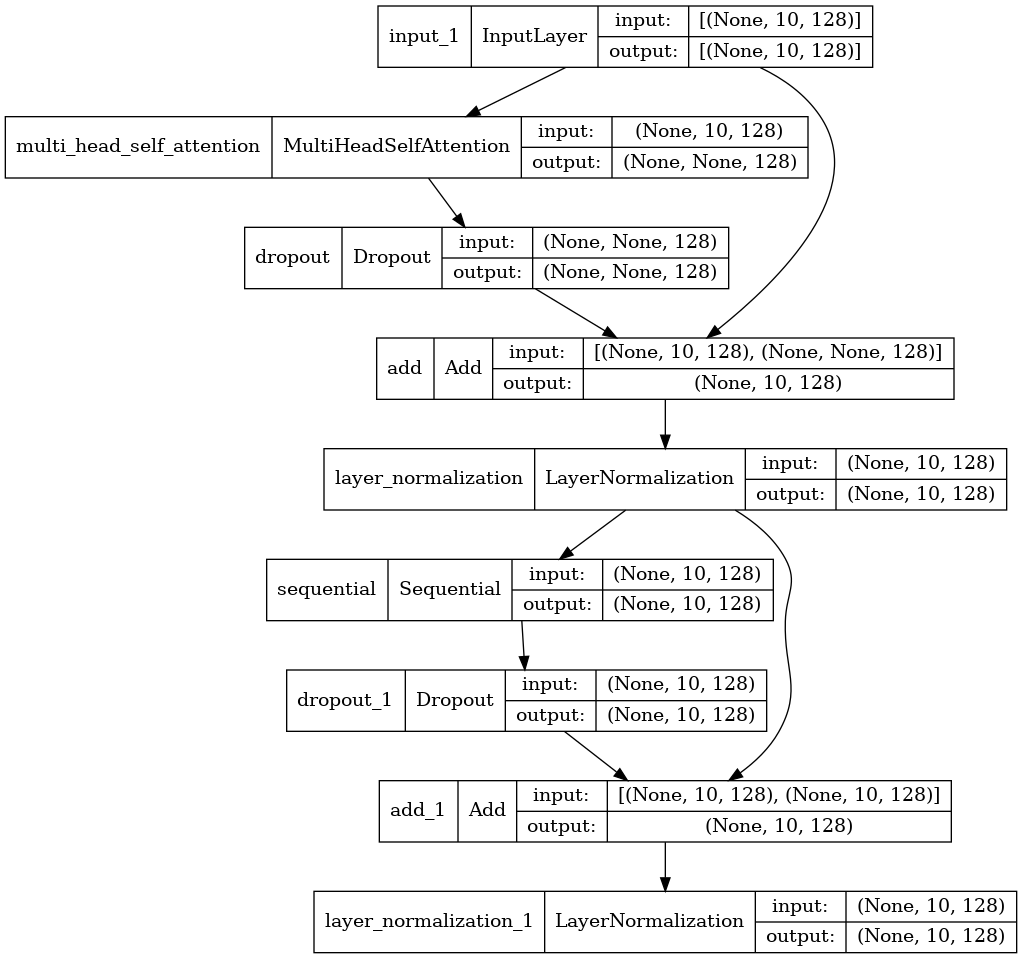 input_1 InputLayer input: [(None, 10, 128)]
output: [(None, 10, 128)]
multi_head_self_attention MultiHeadSelfAttention input: (None, 10, 128)
output: (None, None, 128)
dropout Dropout input: (None, None, 128)
output: (None, None, 128)
add Add input: [(None, 10, 128), (None, None, 128)]
output: (None, 10, 128)
layer_normalization LayerNormalization input: (None, 10, 128)
output: (None, 10, 128)
sequential Sequential input: (None, 10, 128)
output: (None, 10, 128)
dropout_1 Dropout input: (None, 10, 128)
output: (None, 10, 128)
add_1 Add input: [(None, 10, 128), (None, 10, 128)]
output: (None, 10, 128)
layer_normalization_1 LayerNormalization input: (None, 10, 128)
output: (None, 10, 128)